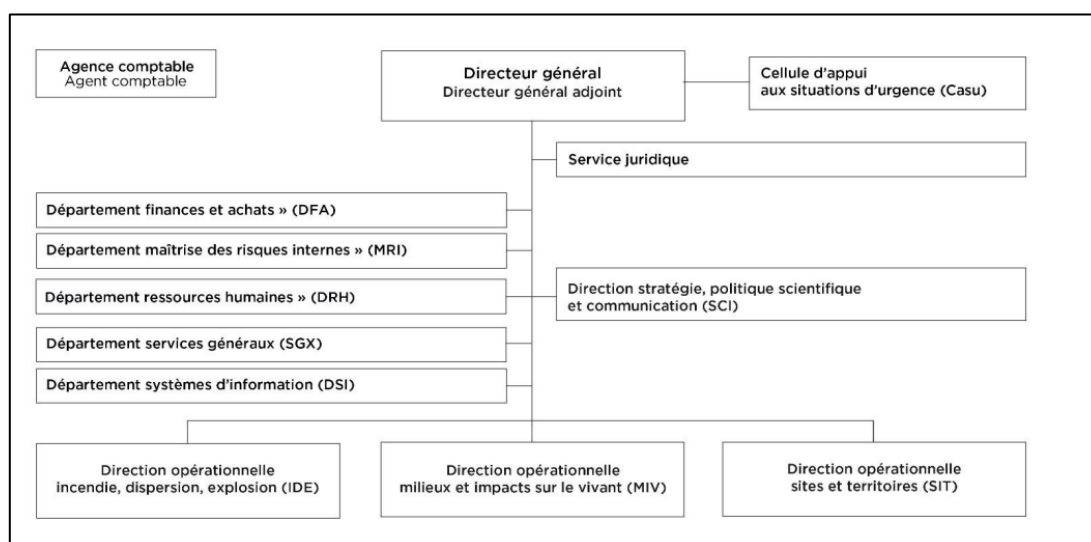 Agence comptable
Agent comptable
Directeur général
Directeur général adjoint
Cellule d'appui
aux situations d'urgence (Casu)
Service juridique
Département finances et achats » (DFA)
Département maîtrise des risques internes » (MRI)
Département ressources humaines » (DRH)
Direction stratégie, politique scientifique
et communication (SCI)
Département services généraux (SGX)
Département systèmes d'information (DSI)
Direction opérationnelle
incendie, dispersion, explosion (IDE)
Direction opérationnelle
milieux et impacts sur le vivant (MIV)
Direction opérationnelle
sites et territoires (SIT)